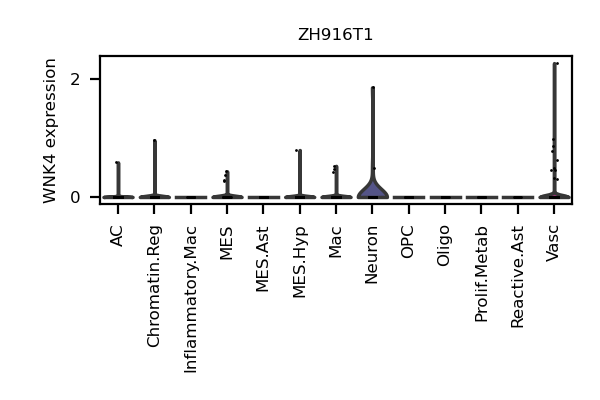 ZH916T1
WNK4 expression
2
0
AC
Chromatin.Reg
Inflammatory.Mac
MES
MES.Ast
MES.Hyp
Mac
Neuron
OPC
Oligo
Prolif.Metab
Reactive.Ast
Vasc